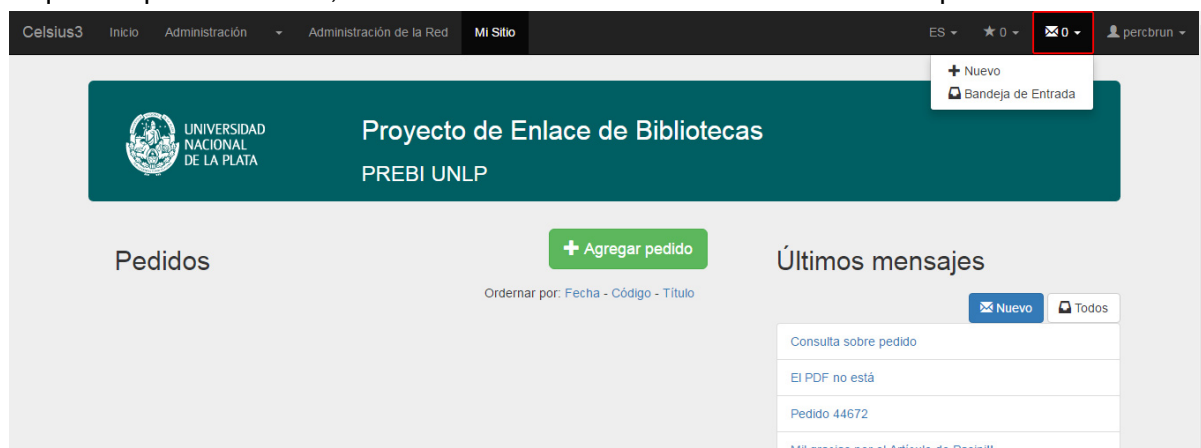 Celsius3 Inicio Administración Administración de la Red Mi Sitio ES 0 0 percbrun
Nuevo
Bandeja de Entrada
UNIVERSIDAD
NACIONAL
DE LA PLATA
Proyecto de Enlace de Bibliotecas
PREBI UNLP
Pedidos
Agregar pedido
Ordernar por: Fecha - Código - Título
Últimos mensajes
Nuevo Todos
Consulta sobre pedido
El PDF no está
Pedido 44672